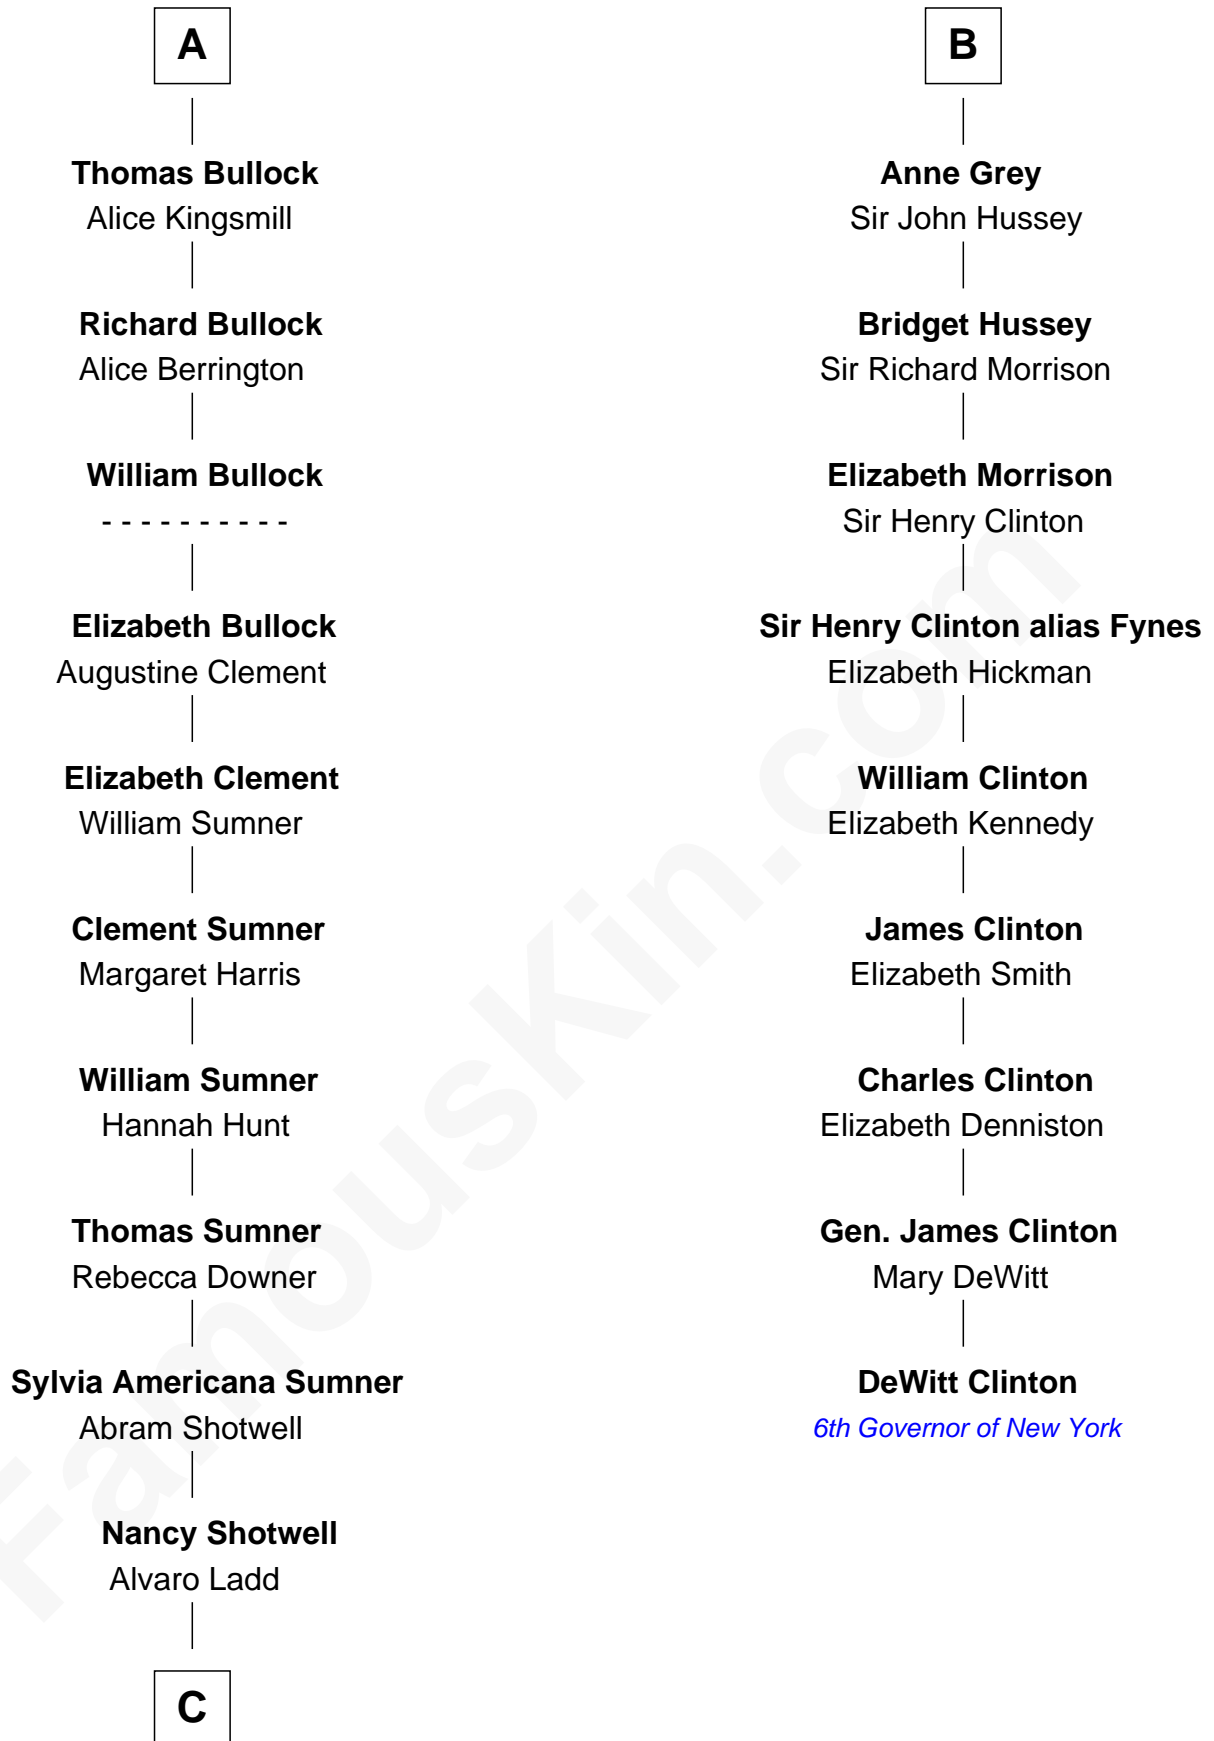 A
Thomas Bullock
Alice Kingsmill
Richard Bullock
Alice Berrington
William Bullock
- - - - - - - - - -
Elizabeth Bullock
Augustine Clement
Elizabeth Clement
William Sumner
Clement Sumner
Margaret Harris
William Sumner
Hannah Hunt
Thomas Sumner
Rebecca Downer
Sylvia Americana Sumner
Abram Shotwell
Nancy Shotwell
Alvaro Ladd
C
B
Anne Grey
Sir John Hussey
Bridget Hussey
Sir Richard Morrison
Elizabeth Morrison
Sir Henry Clinton
Sir Henry Clinton alias Fynes
Elizabeth Hickman
William Clinton
Elizabeth Kennedy
James Clinton
Elizabeth Smith
Charles Clinton
Elizabeth Denniston
Gen. James Clinton
Mary DeWitt
DeWitt Clinton
6th Governor of New York
FamousKin.com